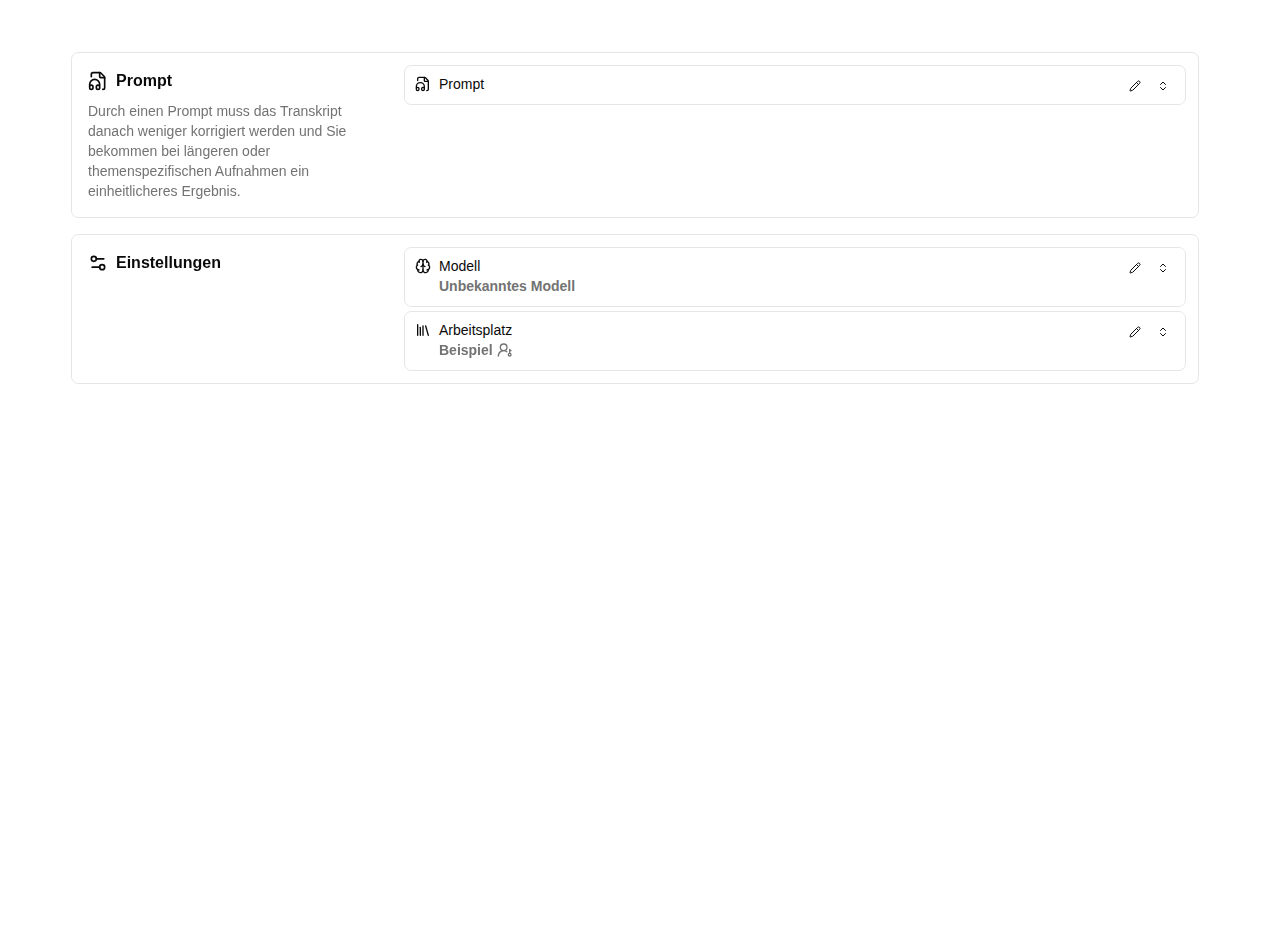 Prompt
Durch einen Prompt muss das Transkript
danach weniger korrigiert werden und Sie
bekommen bei längeren oder
themenspezifischen Aufnahmen ein
einheitlicheres Ergebnis.
Prompt
Einstellungen
Modell
Unbekanntes Modell
Arbeitsplatz
Beispiel